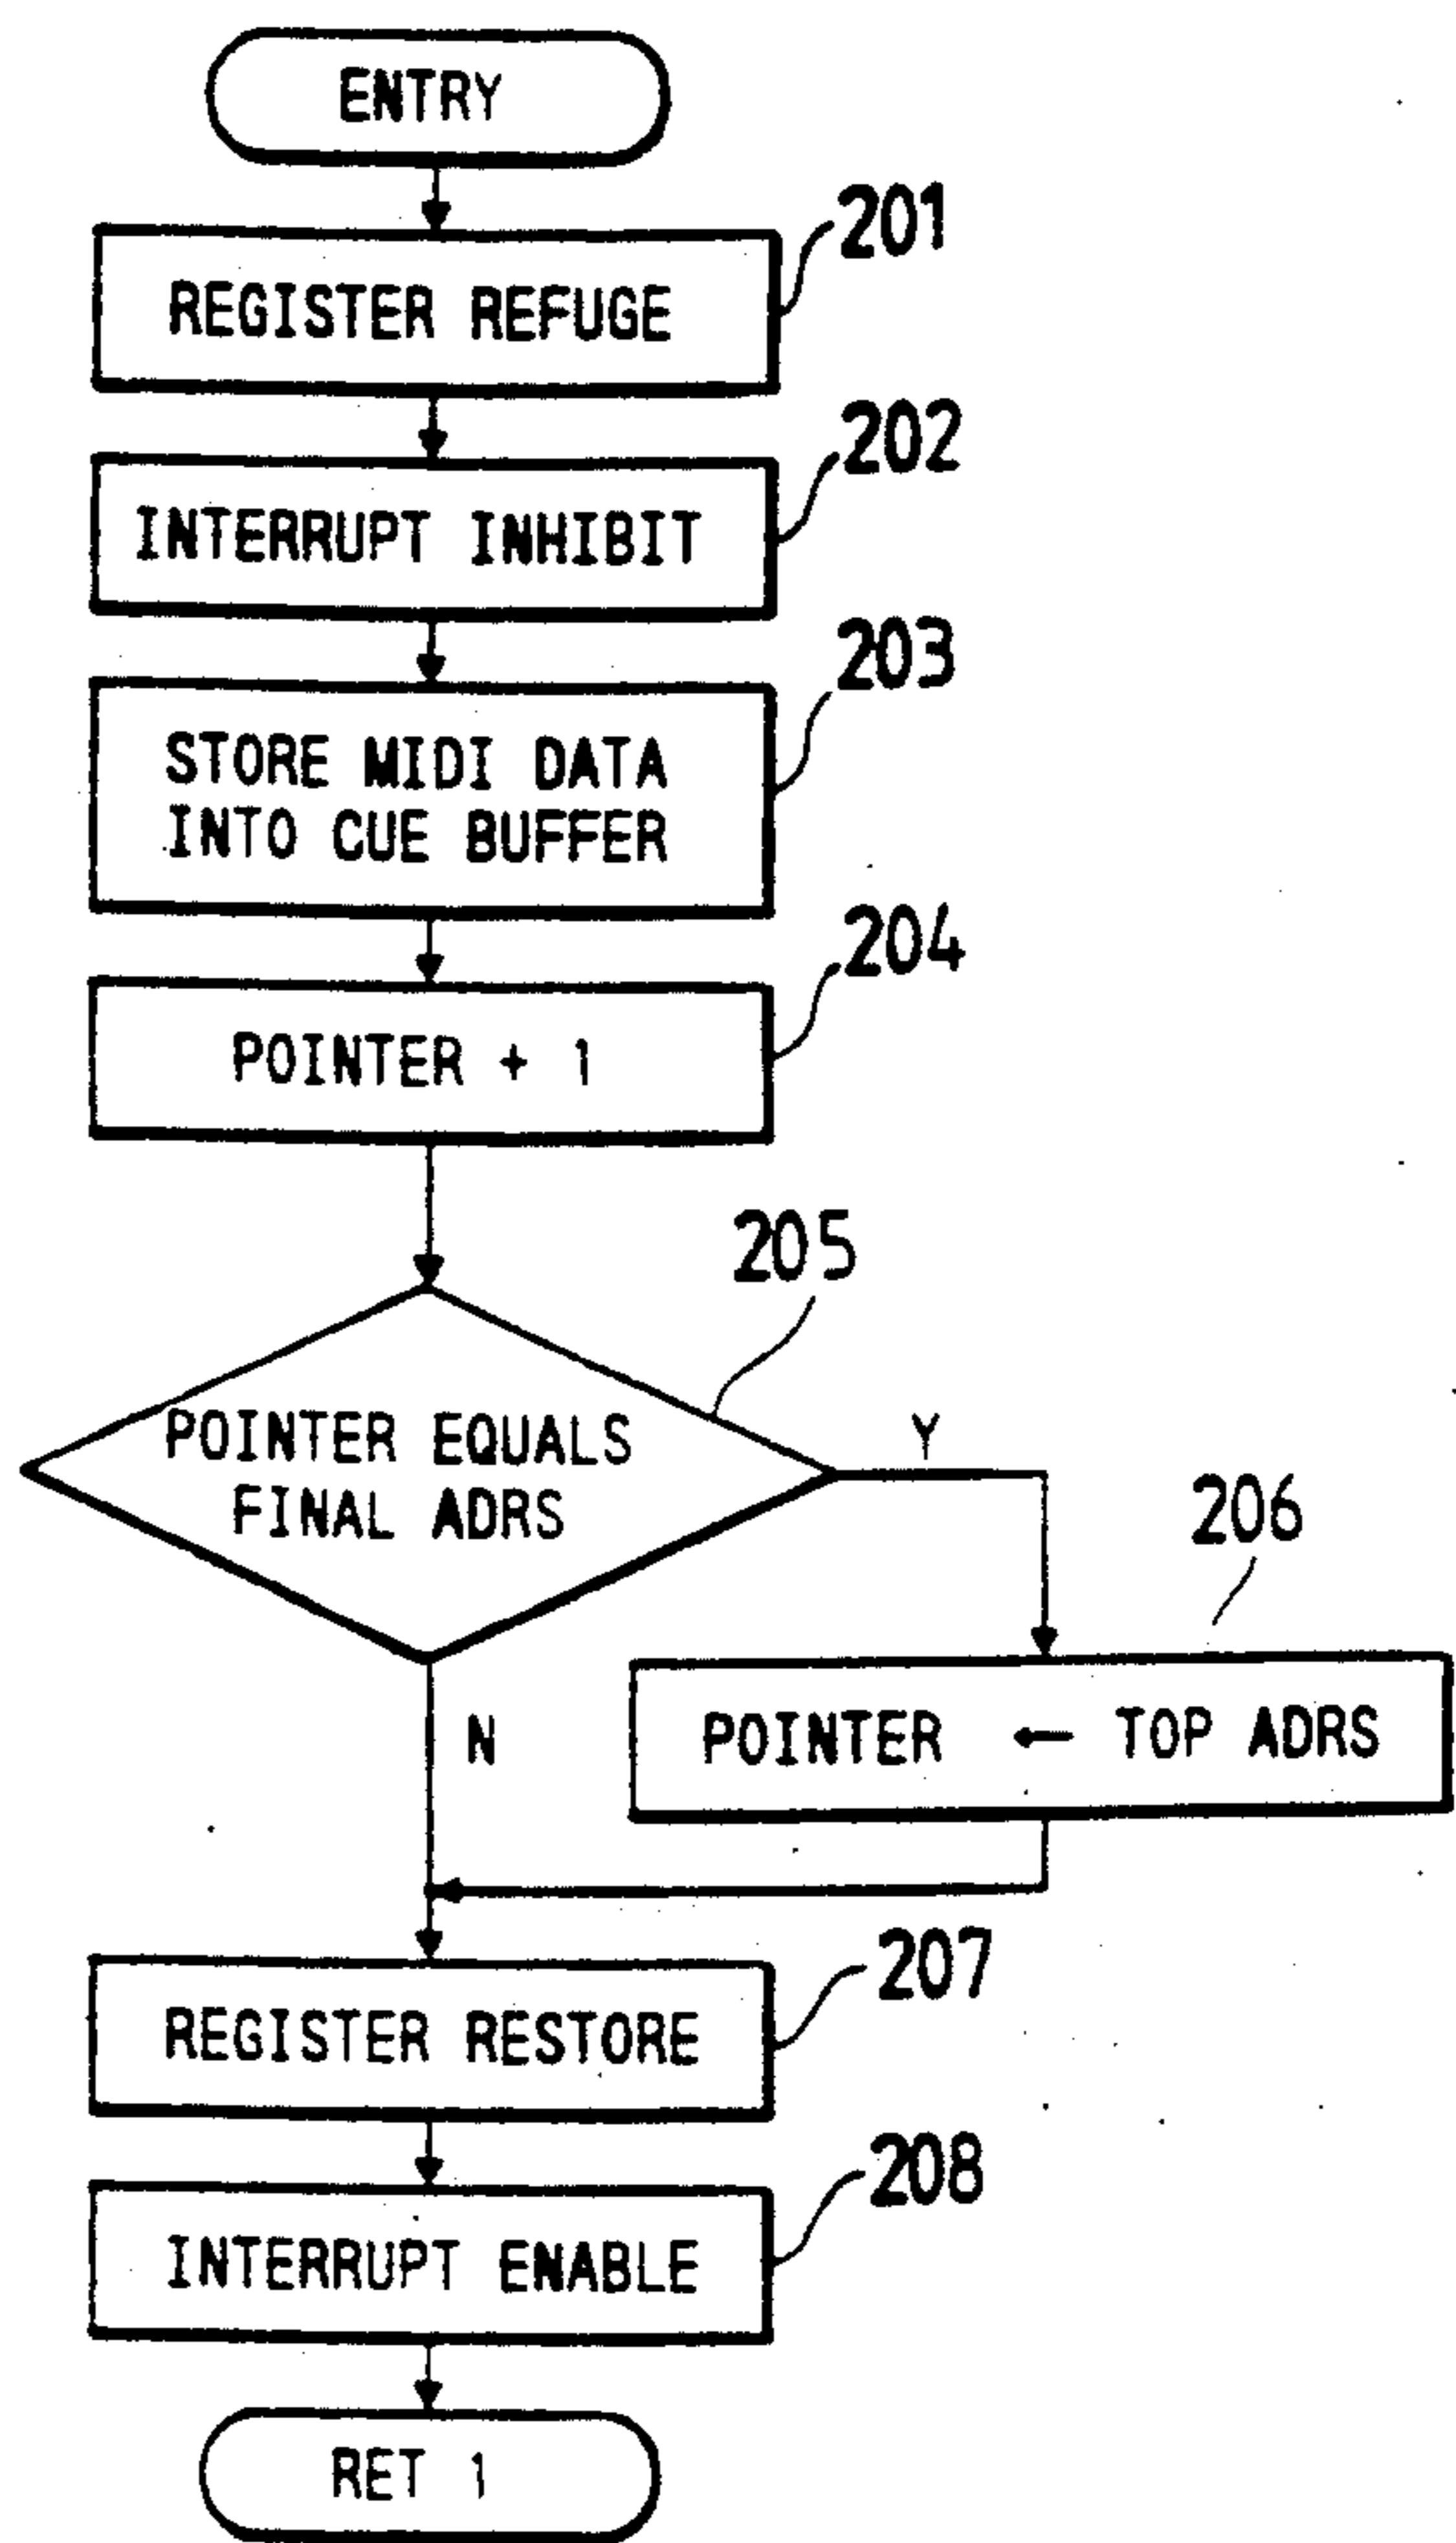 ENTRY
201
REGISTER REFUGE
202
INTERRUPT INHIBIT
203
STORE MIDI DATA
INTO CUE BUFFER
204
POINTER + 1
205
POINTER EQUALS
FINAL ADRS
Y
206
N
POINTER ← TOP ADRS
207
REGISTER RESTORE
208
INTERRUPT ENABLE
RET 1